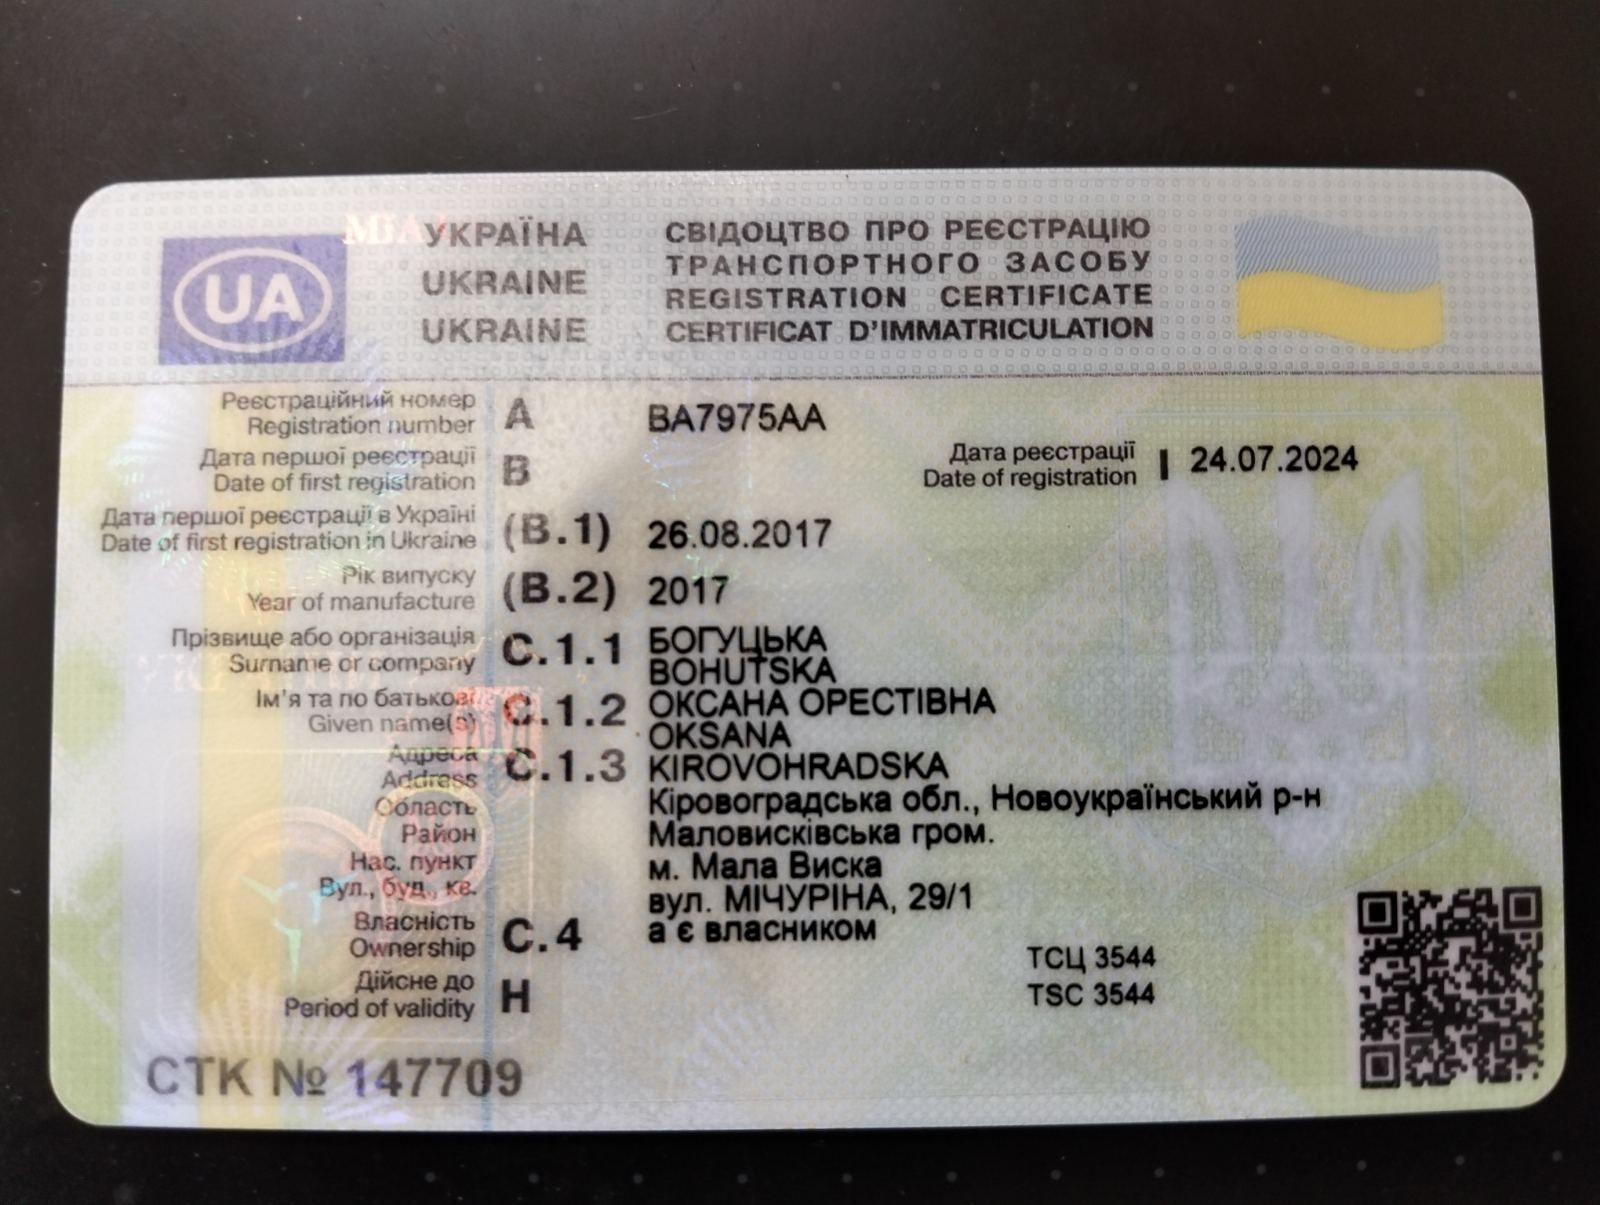 МІА
UA
УКРАЇНА
UKRAINE
UKRAINE
СВІДОЦТВО ПРО РЕЄСТРАЦІЮ
ТРАНСПОРТНОГО ЗАСОБУ
REGISTRATION CERTIFICATE
CERTIFICAT D'IMMATRICULATION
Реєстраційний номер
Registration number
A
BA7975AA
Дата першої реєстрації
Date of first registration
B
Дата реєстрації
Date of registration
I
24.07.2024
Дата першої реєстрації в Україні
Date of first registration in Ukraine
(B.1)
26.08.2017
Рік випуску
Year of manufacture
(B.2)
2017
Прізвище або організація
Surname or company
C.1.1
БОГУЦЬКА
BOHUTSKA
Ім'я та по батькові
Given name(s)
C.1.2
ОКСАНА ОРЕСТІВНА
OKSANA
Адреса
Address
Область
Район
Нас. пункт
Вул., буд., кв.
C.1.3
KIROVOHRADSKA
Кіровоградська обл., Новоукраїнський р-н
Маловисківська гром.
м. Мала Виска
вул. МІЧУРІНА, 29/1
Власність
Ownership
C.4
а є власником
Дійсне до
Period of validity
H
ТСЦ 3544
TSC 3544
СТК № 147709